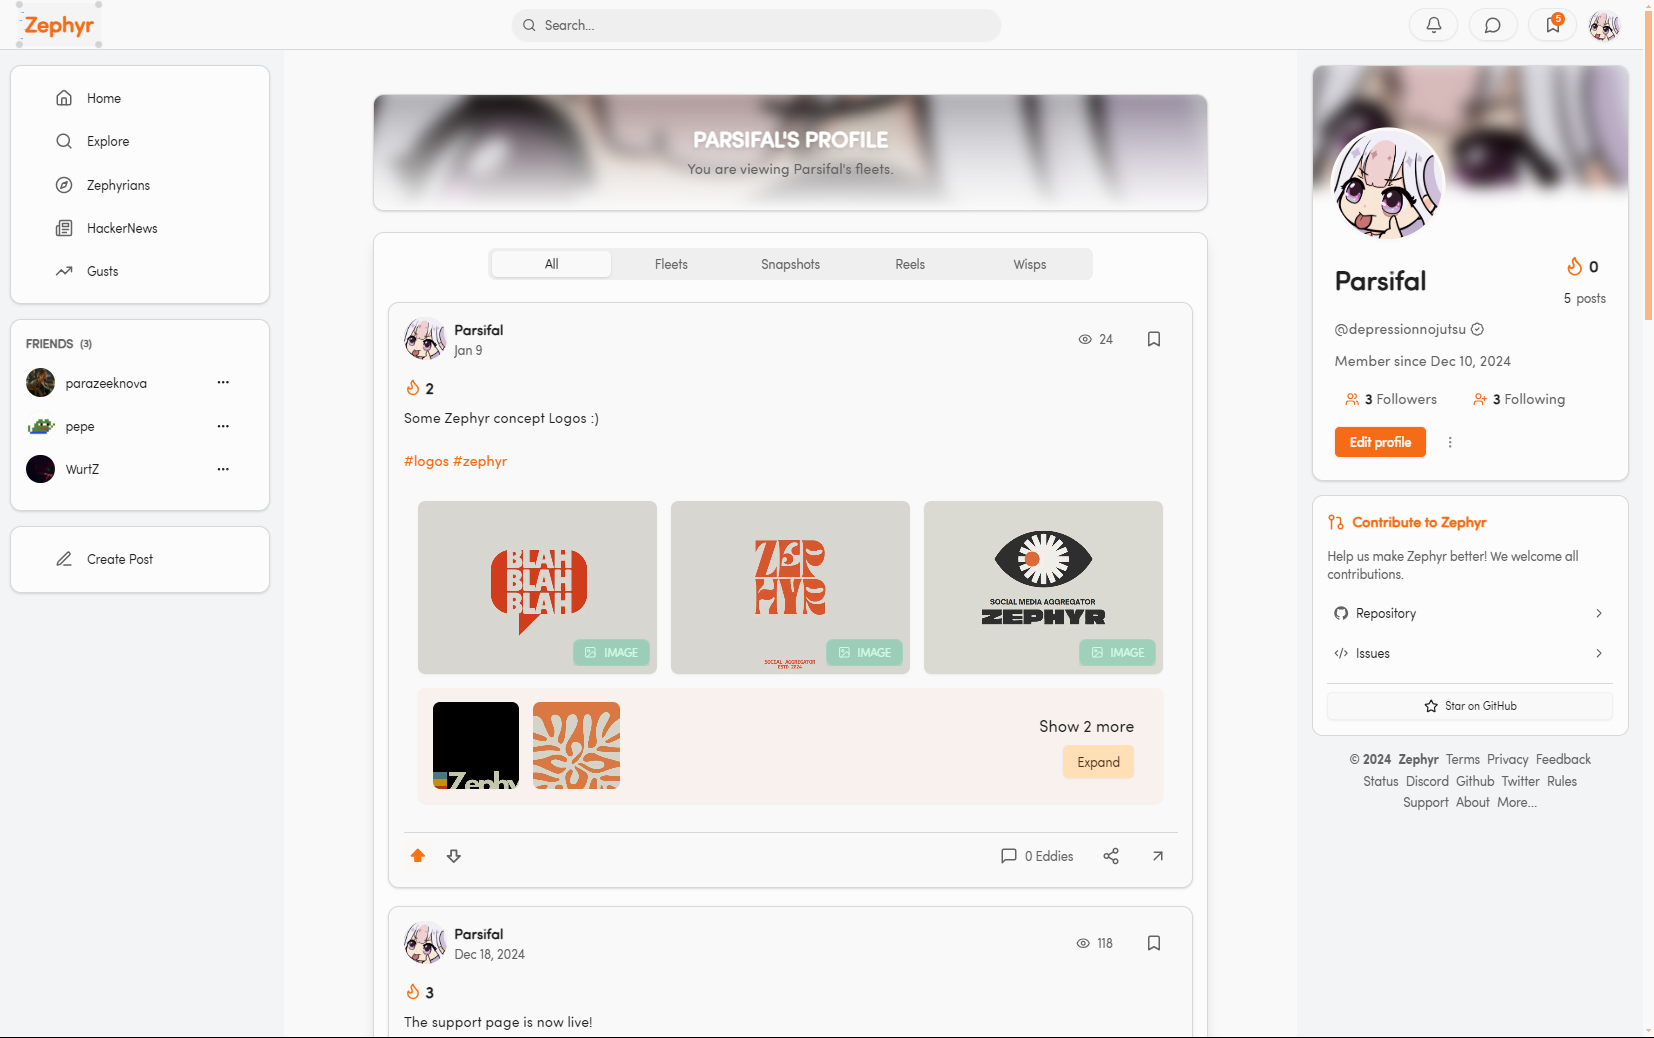 Zephyr
Search...
5
Home
Explore
Zephyrians
HackerNews
Gusts
FRIENDS (3)
parazeeknova
pepe
WurtZ
Create Post
PARSIFAL'S PROFILE
You are viewing Parsifal's fleets.
All Fleets Snapshots Reels Wisps
Parsifal
Jan 9
24
2
Some Zephyr concept Logos :)
#logos #zephyr
BLAH
BLAH
BLAH
IMAGE
ZEP
HYR
SOCIAL AGGREGATOR
ESTD 2024
IMAGE
SOCIAL MEDIA AGGREGATOR
ZEPHYR
IMAGE
Zephy
Show 2 more
Expand
0 Eddies
Parsifal
Dec 18, 2024
118
3
The support page is now live!
Parsifal
0
5 posts
@depressionnojutsu
Member since Dec 10, 2024
3 Followers
3 Following
Edit profile
Contribute to Zephyr
Help us make Zephyr better! We welcome all
contributions.
Repository
Issues
Star on GitHub
© 2024 Zephyr Terms Privacy Feedback
Status Discord Github Twitter Rules
Support About More...